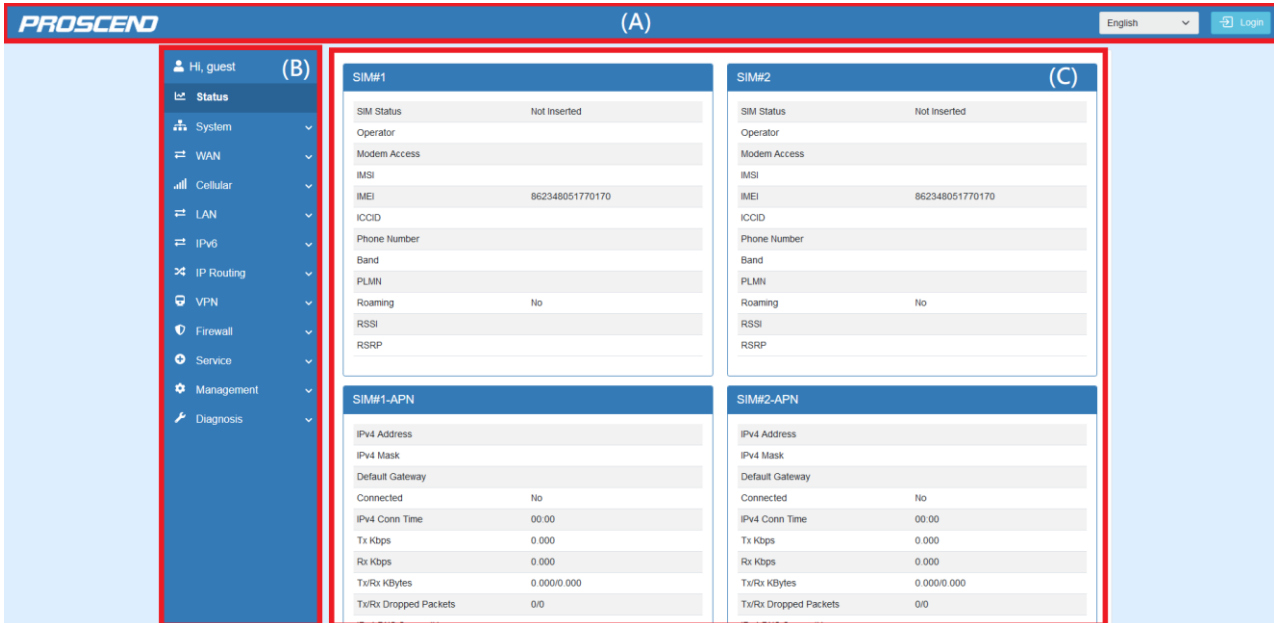 PROSCEND (A) English Login
Hi, guest (B)
Status
System
WAN
Cellular
LAN
IPv6
IP Routing
VPN
Firewall
Service
Management
Diagnosis
SIM#1
SIM Status Not Inserted
Operator
Modem Access
IMSI
IMEI 862348051770170
ICCID
Phone Number
Band
PLMN
Roaming No
RSSI
RSRP
SIM#2 (C)
SIM Status Not Inserted
Operator
Modem Access
IMSI
IMEI 862348051770170
ICCID
Phone Number
Band
PLMN
Roaming No
RSSI
RSRP
SIM#1-APN
IPv4 Address
IPv4 Mask
Default Gateway
Connected No
IPv4 Conn Time 00:00
Tx Kbps 0.000
Rx Kbps 0.000
Tx/Rx KBytes 0.000/0.000
Tx/Rx Dropped Packets 0/0
SIM#2-APN
IPv4 Address
IPv4 Mask
Default Gateway
Connected No
IPv4 Conn Time 00:00
Tx Kbps 0.000
Rx Kbps 0.000
Tx/Rx KBytes 0.000/0.000
Tx/Rx Dropped Packets 0/0